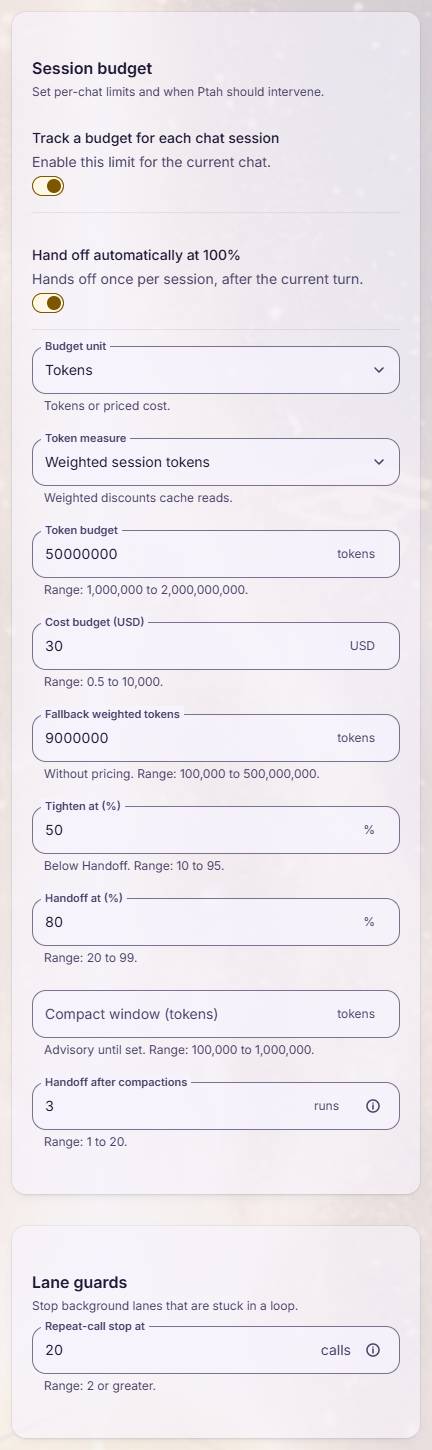 Session budget
Set per-chat limits and when Ptah should intervene.
Track a budget for each chat session
Enable this limit for the current chat.
Hand off automatically at 100%
Hands off once per session, after the current turn.
Budget unit
Tokens
Tokens or priced cost.
Token measure
Weighted session tokens
Weighted discounts cache reads.
Token budget
50000000 tokens
Range: 1,000,000 to 2,000,000,000.
Cost budget (USD)
30 USD
Range: 0.5 to 10,000.
Fallback weighted tokens
9000000 tokens
Without pricing. Range: 100,000 to 500,000,000.
Tighten at (%)
50 %
Below Handoff. Range: 10 to 95.
Handoff at (%)
80 %
Range: 20 to 99.
Compact window (tokens) tokens
Advisory until set. Range: 100,000 to 1,000,000.
Handoff after compactions
3 runs
Range: 1 to 20.
Lane guards
Stop background lanes that are stuck in a loop.
Repeat-call stop at
20 calls
Range: 2 or greater.